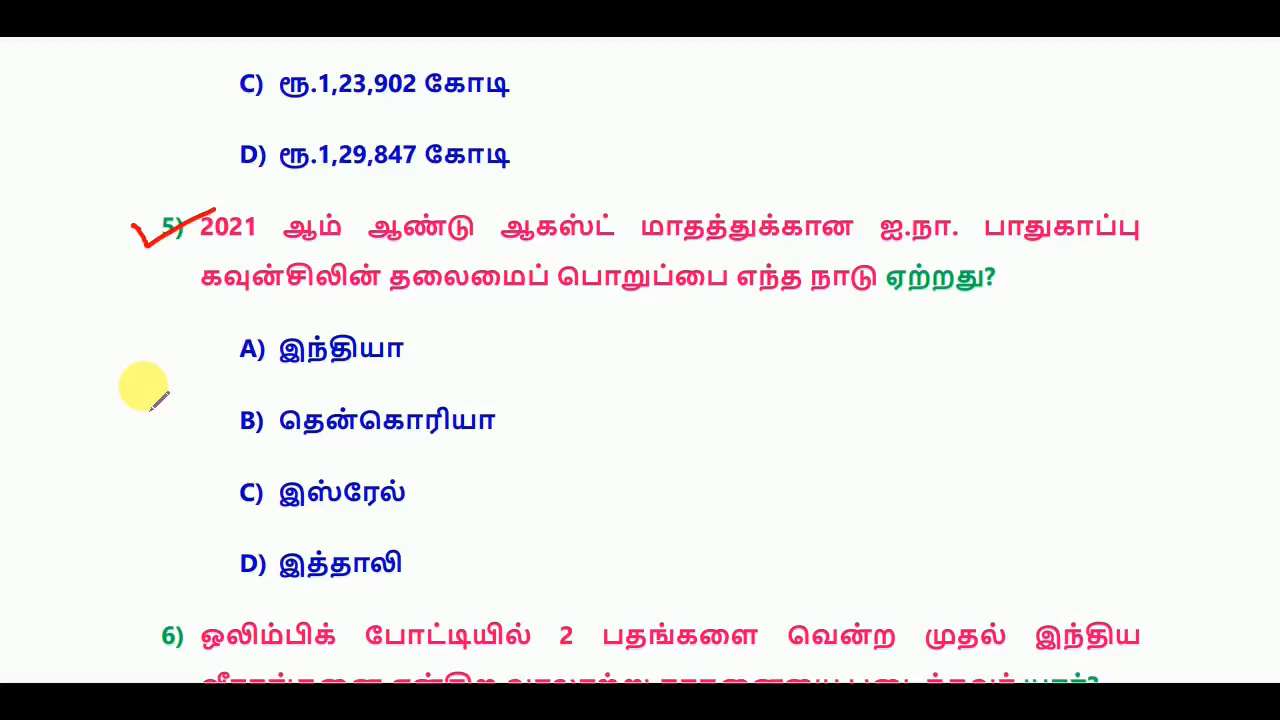 C) ரூ.1,23,902 கோடி
D) ரூ.1,29,847 கோடி
5) 2021 ஆம் ஆண்டு ஆகஸ்ட் மாதத்துக்கான ஐ.நா. பாதுகாப்பு
கவுன்சிலின் தலைமைப் பொறுப்பை எந்த நாடு ஏற்றது?
A) இந்தியா
B) தென்கொரியா
C) இஸ்ரேல்
D) இத்தாலி
6) ஒலிம்பிக் போட்டியில் 2 பதங்களை வென்ற முதல் இந்திய